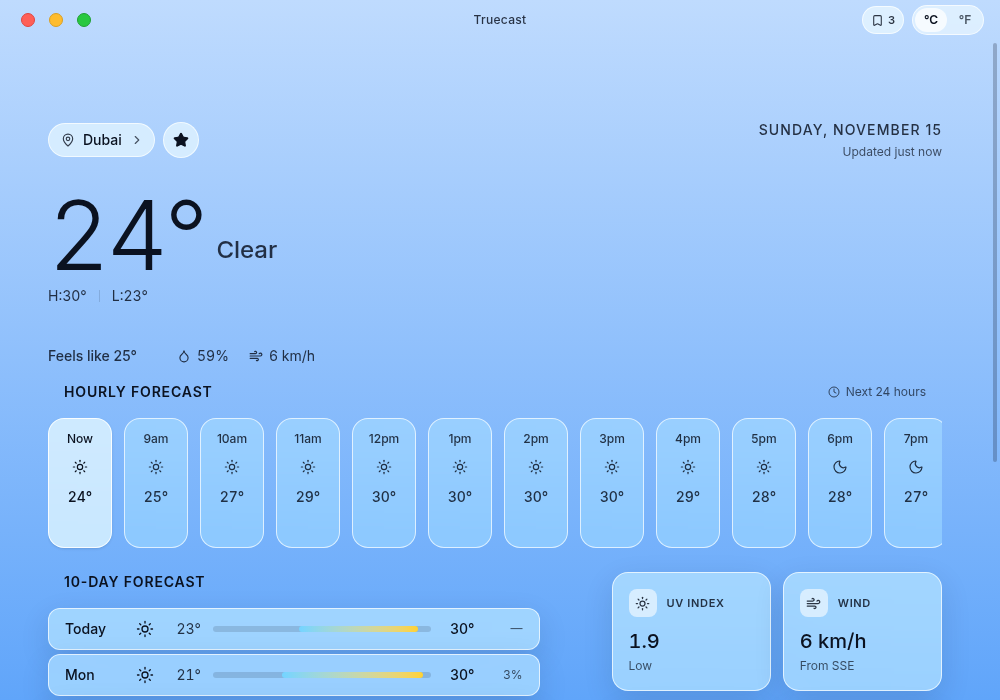 Truecast
3
°C °F
Dubai
SUNDAY, NOVEMBER 15
Updated just now
24° Clear
H:30° L:23°
Feels like 25° 59% 6 km/h
HOURLY FORECAST
Next 24 hours
Now 9am 10am 11am 12pm 1pm 2pm 3pm 4pm 5pm 6pm 7pm
24° 25° 27° 29° 30° 30° 30° 30° 29° 28° 28° 27°
10-DAY FORECAST
Today 23° 30° —
Mon 21° 30° 3%
UV INDEX
1.9
Low
WIND
6 km/h
From SSE